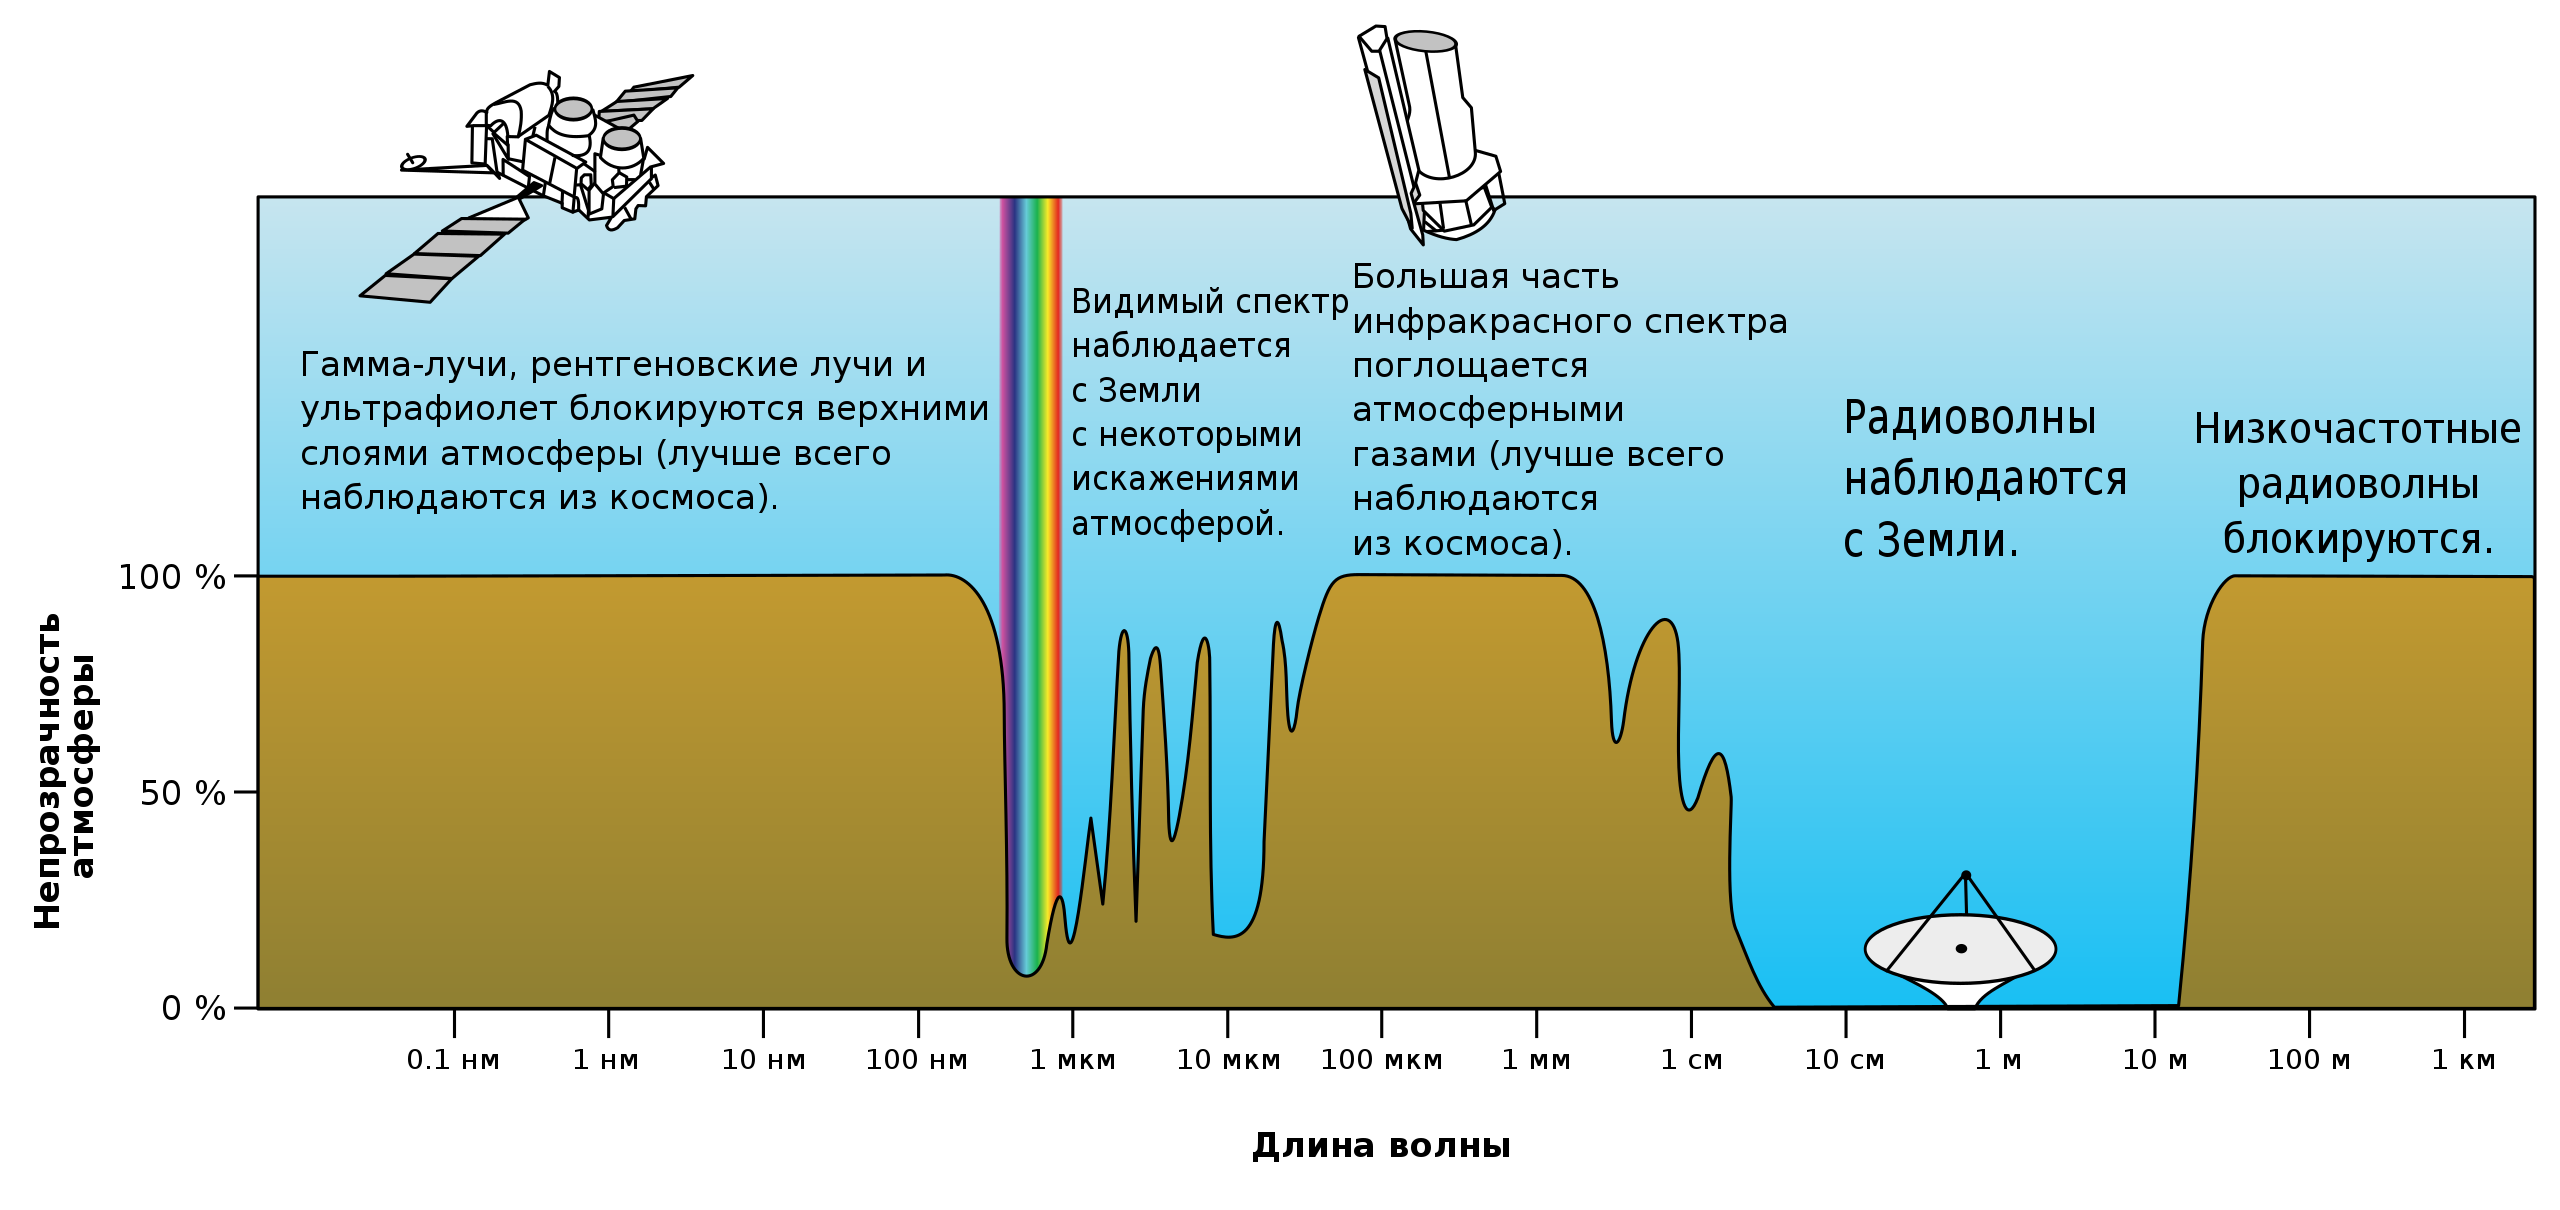 Гамма-лучи, рентгеновские лучи и
ультрафиолет блокируются верхними
слоями атмосферы (лучше всего
наблюдаются из космоса).
Видимый спектр
наблюдается
с Земли
с некоторыми
искажениями
атмосферой.
Большая часть
инфракрасного спектра
поглощается
атмосферными
газами (лучше всего
наблюдаются
из космоса).
Радиоволны
наблюдаются
с Земли.
Низкочастотные
радиоволны
блокируются.
Непрозрачность
атмосферы
100 %
50 %
0 %
0.1 нм 1 нм 10 нм 100 нм 1 мкм 10 мкм 100 мкм 1 мм 1 см 10 см 1 м 10 м 100 м 1 км
Длина волны